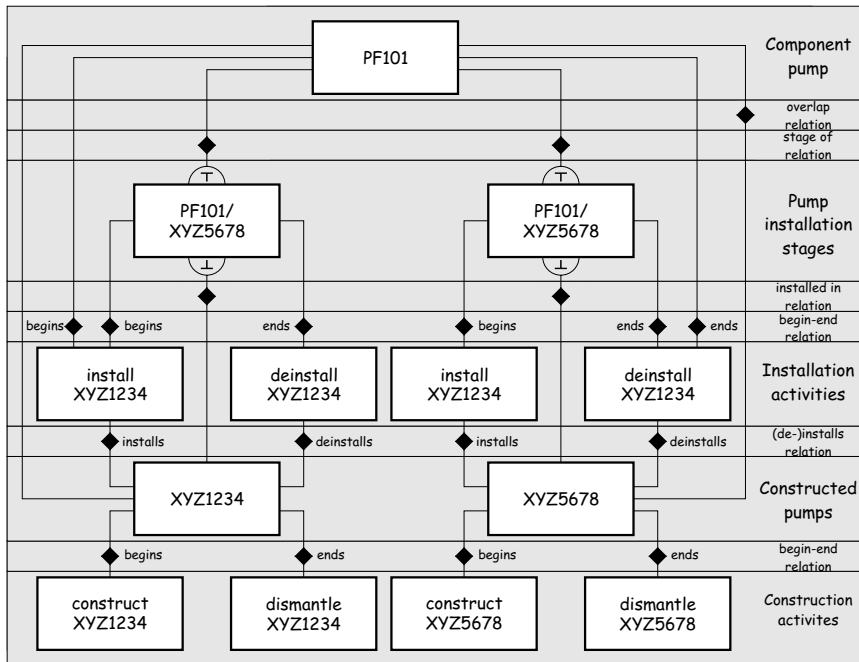 PF101
Component
pump
overlap
relation
stage of
relation
PF101/
XYZ5678
PF101/
XYZ5678
Pump
installation
stages
installed in
relation
begins
begins
ends
begins
ends
ends
begin-end
relation
install
XYZ1234
deinstall
XYZ1234
install
XYZ1234
deinstall
XYZ1234
Installation
activities
installs
deinstalls
installs
deinstalls
(de-)installs
relation
XYZ1234
XYZ5678
Constructed
pumps
begins
ends
begins
ends
begin-end
relation
construct
XYZ1234
dismantle
XYZ1234
construct
XYZ5678
dismantle
XYZ5678
Construction
activites